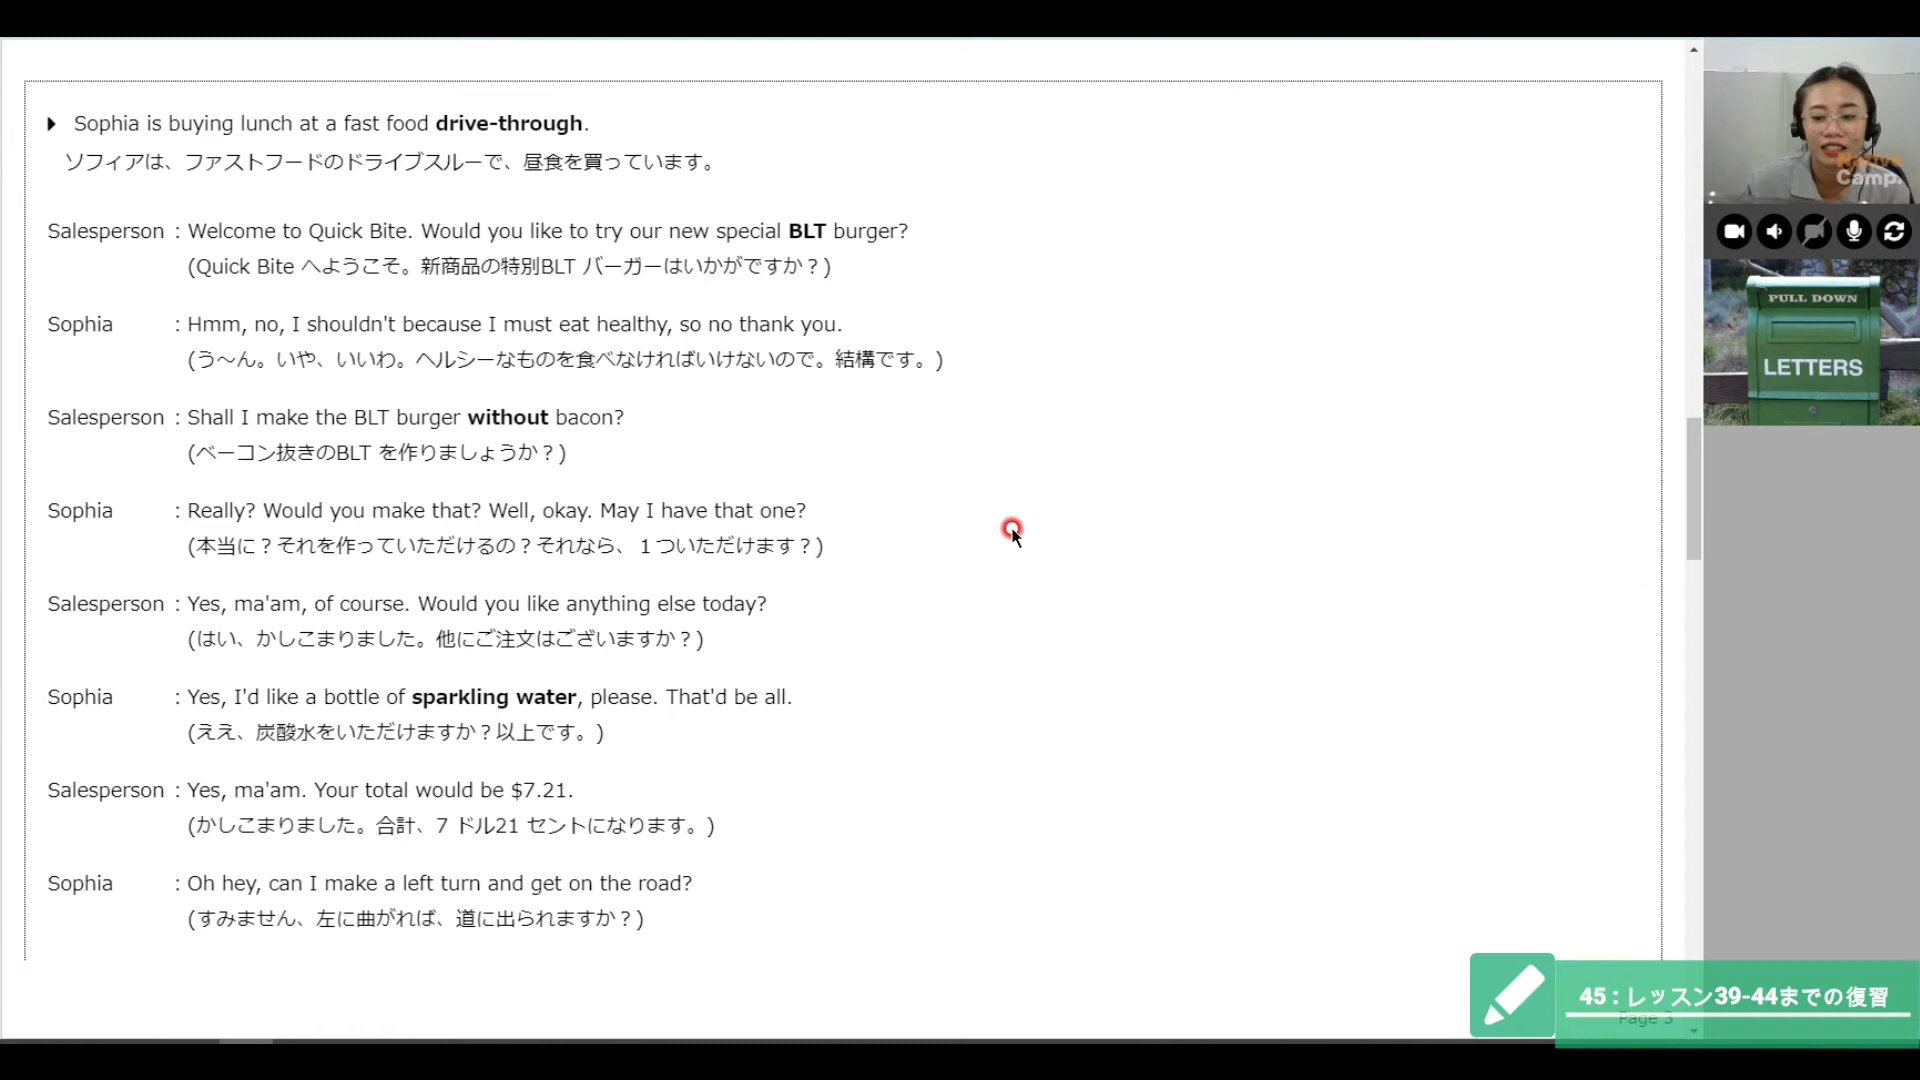 Sophia is buying lunch at a fast food drive-through.
ソフィアは、ファストフードのドライブスルーで、昼食を買っています。
Salesperson : Welcome to Quick Bite. Would you like to try our new special BLT burger?
(Quick Bite へようこそ。新商品の特別BLT バーガーはいかがですか？)
Sophia : Hmm, no, I shouldn't because I must eat healthy, so no thank you.
(う～ん。いや、いいわ。ヘルシーなものを食べなければいけないので。結構です。)
Salesperson : Shall I make the BLT burger without bacon?
(ベーコン抜きのBLT を作りましょうか？)
Sophia : Really? Would you make that? Well, okay. May I have that one?
(本当に？それを作っていただけるの？それなら、１ついただけます？)
Salesperson : Yes, ma'am, of course. Would you like anything else today?
(はい、かしこまりました。他にご注文はございますか？)
Sophia : Yes, I'd like a bottle of sparkling water, please. That'd be all.
(ええ、炭酸水をいただけますか？以上です。)
Salesperson : Yes, ma'am. Your total would be $7.21.
(かしこまりました。合計、7 ドル21 セントになります。)
Sophia : Oh hey, can I make a left turn and get on the road?
(すみません、左に曲がれば、道に出られますか？)
Native
Camp.
PULL DOWN
LETTERS
45：レッスン39-44までの復習
Page 3